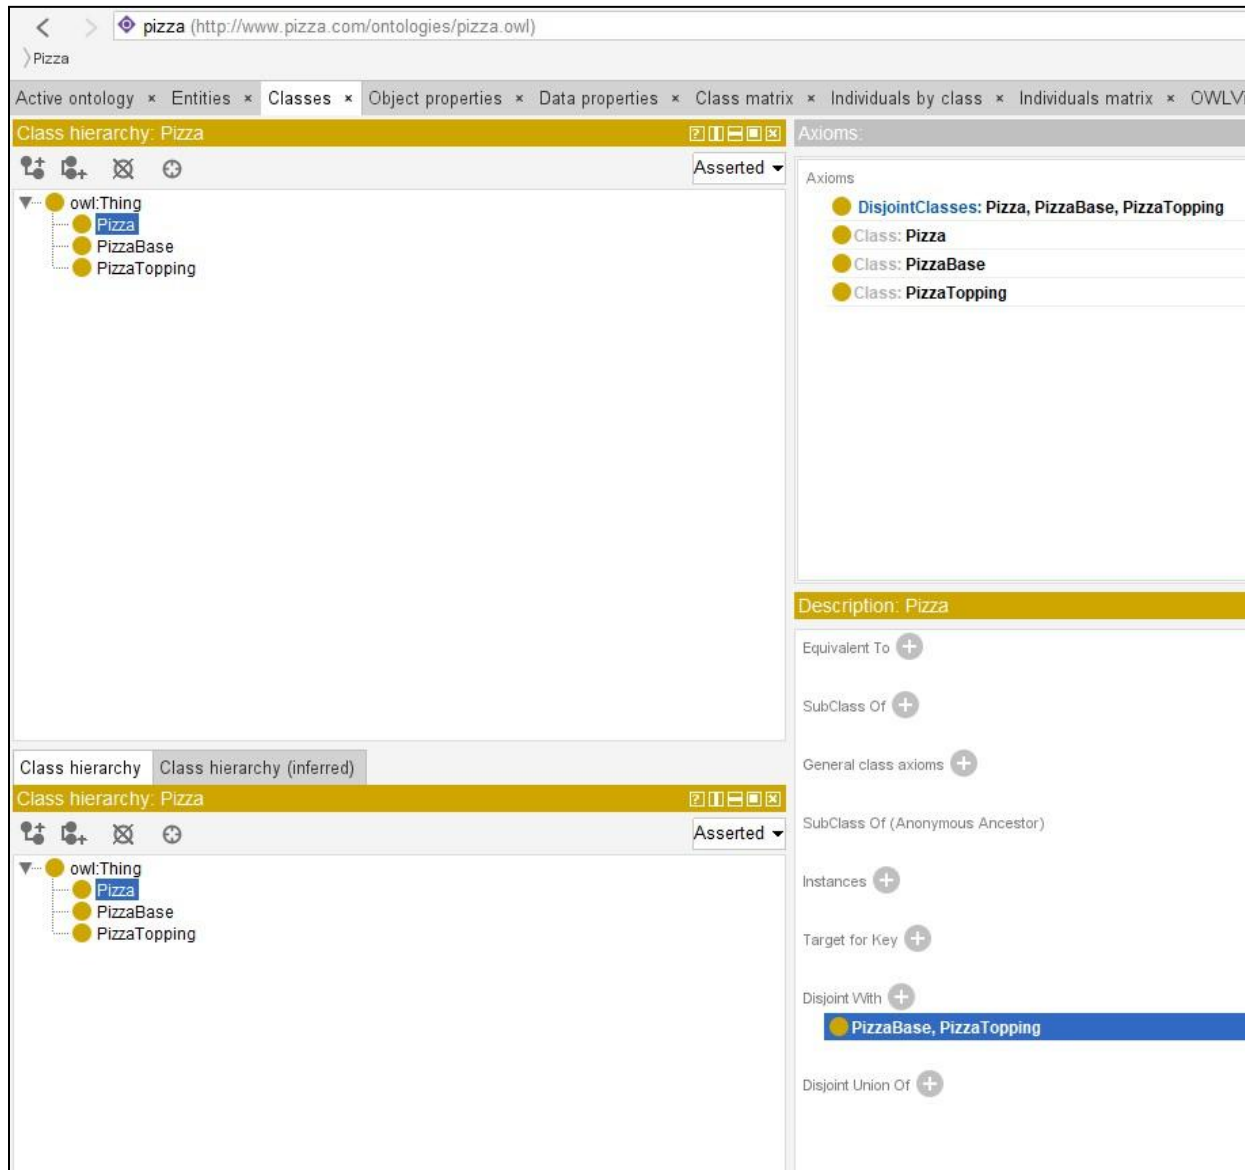 pizza (http://www.pizza.com/ontologies/pizza.owl)
Pizza
Active ontology × Entities × Classes × Object properties × Data properties × Class matrix × Individuals by class × Individuals matrix × OWLVi
Class hierarchy: Pizza
Asserted
owl:Thing
Pizza
PizzaBase
PizzaTopping
Class hierarchy Class hierarchy (inferred)
Class hierarchy: Pizza
Asserted
owl:Thing
Pizza
PizzaBase
PizzaTopping
Axioms:
Axioms
DisjointClasses: Pizza, PizzaBase, PizzaTopping
Class: Pizza
Class: PizzaBase
Class: PizzaTopping
Description: Pizza
Equivalent To
SubClass Of
General class axioms
SubClass Of (Anonymous Ancestor)
Instances
Target for Key
Disjoint With
PizzaBase, PizzaTopping
Disjoint Union Of